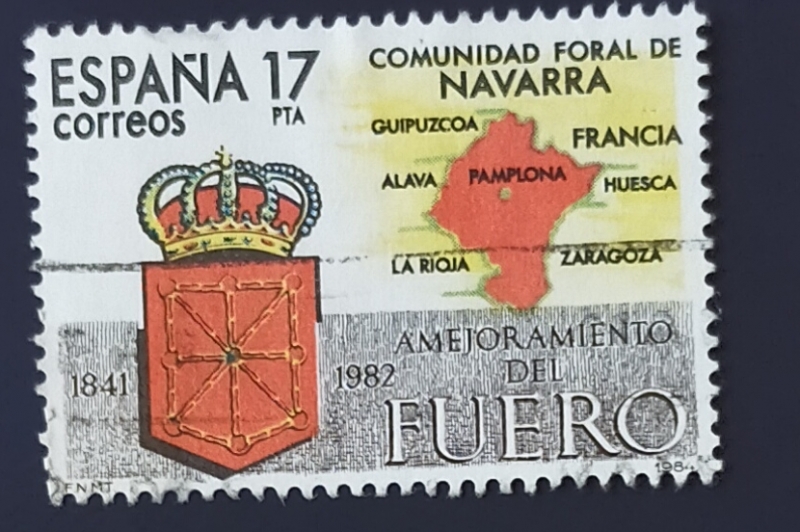 ESPAÑA 17
correos
PTA
COMUNIDAD FORAL DE
NAVARRA
GUIPUZCOA
FRANCIA
ALAVA
PAMPLONA
HUESCA
LA RIOJA
ZARAGOZA
1841
1982
AMEJORAMIENTO
DEL
FUERO
FNMT
1984